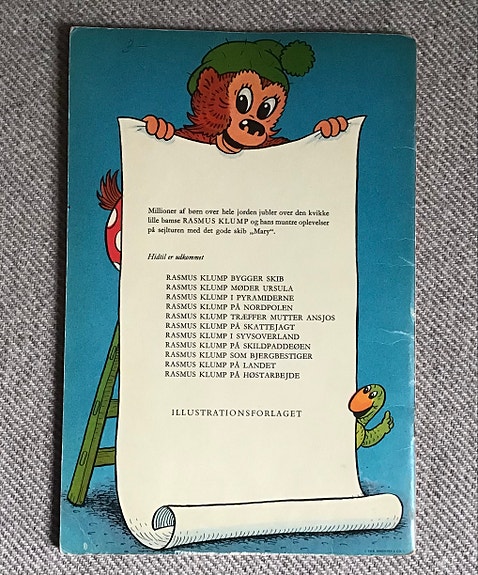 Millioner af børn over hele jorden jubler over den kvikke
lille bamse RASMUS KLUMP og hans muntre oplevelser
på sejlturen med det gode skib „Mary“.
Hidtil er udkommet
RASMUS KLUMP BYGGER SKIB
RASMUS KLUMP MØDER URSULA
RASMUS KLUMP I PYRAMIDERNE
RASMUS KLUMP PÅ NORDPOLEN
RASMUS KLUMP TRÆFFER MUTTER ANSJOS
RASMUS KLUMP PÅ SKATTEJAGT
RASMUS KLUMP I SYVSOVERLAND
RASMUS KLUMP PÅ SKILDPADDEØEN
RASMUS KLUMP SOM BJERGBESTIGER
RASMUS KLUMP PÅ LANDET
RASMUS KLUMP PÅ HØSTARBEJDE
ILLUSTRATIONSFORLAGET